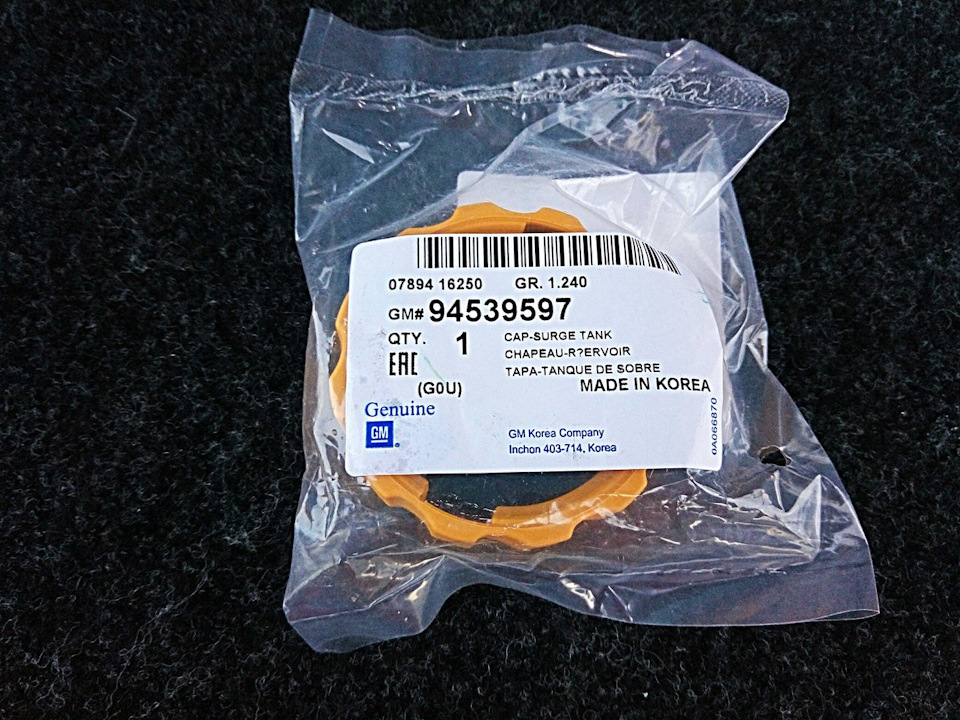 07894 16250 GR. 1.240
GM# 94539597
QTY. 1
CAP-SURGE TANK
CHAPEAU-R?ERVOIR
TAPA-TANQUE DE SOBRE
EAC
(G0U)
MADE IN KOREA
Genuine
GM
GM Korea Company
Inchon 403-714, Korea
0A066870